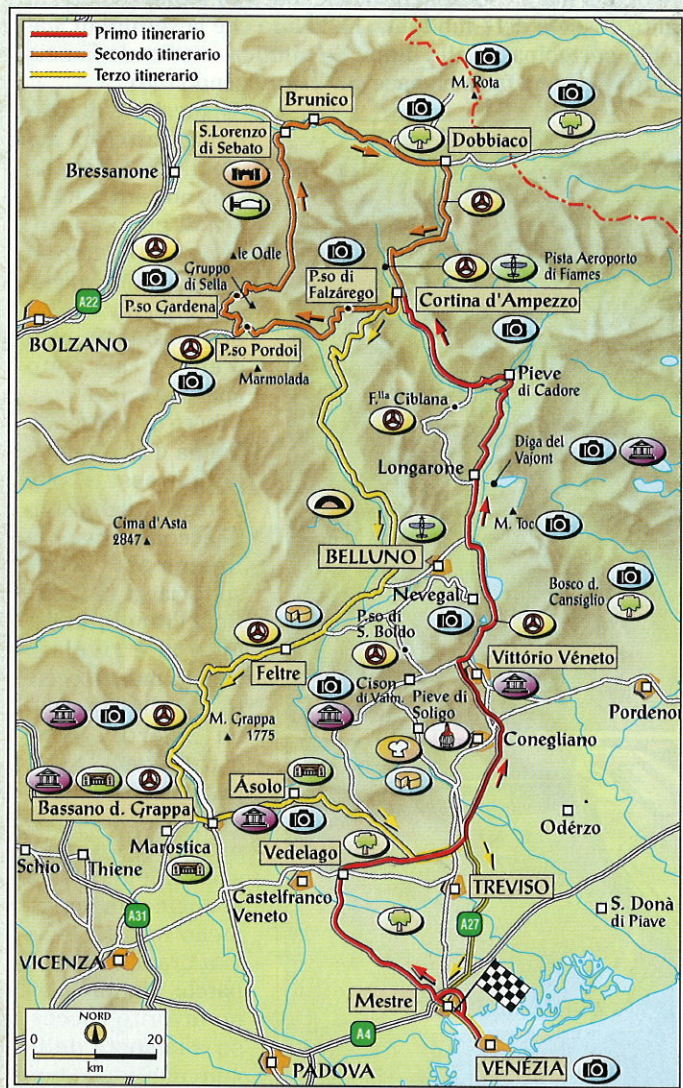 Primo itinerario
Secondo itinerario
Terzo itinerario
M. Rota
Brunico
S.Lorenzo
di Sebato
Dobbiaco
Bressanone
le Odle
Gruppo
di Sella
P.so di
Falzárego
Pista Aeroporto
di Fiames
A22
P.so Gardena
Cortina d'Ampezzo
BOLZANO
P.so Pordoi
Marmolada
Pieve
di Cadore
F.lla Ciblana
Diga del
Vajont
Longarone
Cima d'Asta
2847
M. Toc
BELLUNO
Bosco d.
Cansiglio
Nevegal
P.so di
S. Boldo
Feltre
Vittório Véneto
Cison
di Valm.
Pieve di
Soligo
Pordenor
M. Grappa
1775
Conegliano
Ásolo
Bassano d. Grappa
Odérzo
Maróstica
Vedelago
Schio
Thiene
Castelfranco
Veneto
TREVISO
S. Donà
di Piave
A31
A27
VICENZA
Mestre
NORD
0 20
km
A4
PADOVA
VENÉZIA